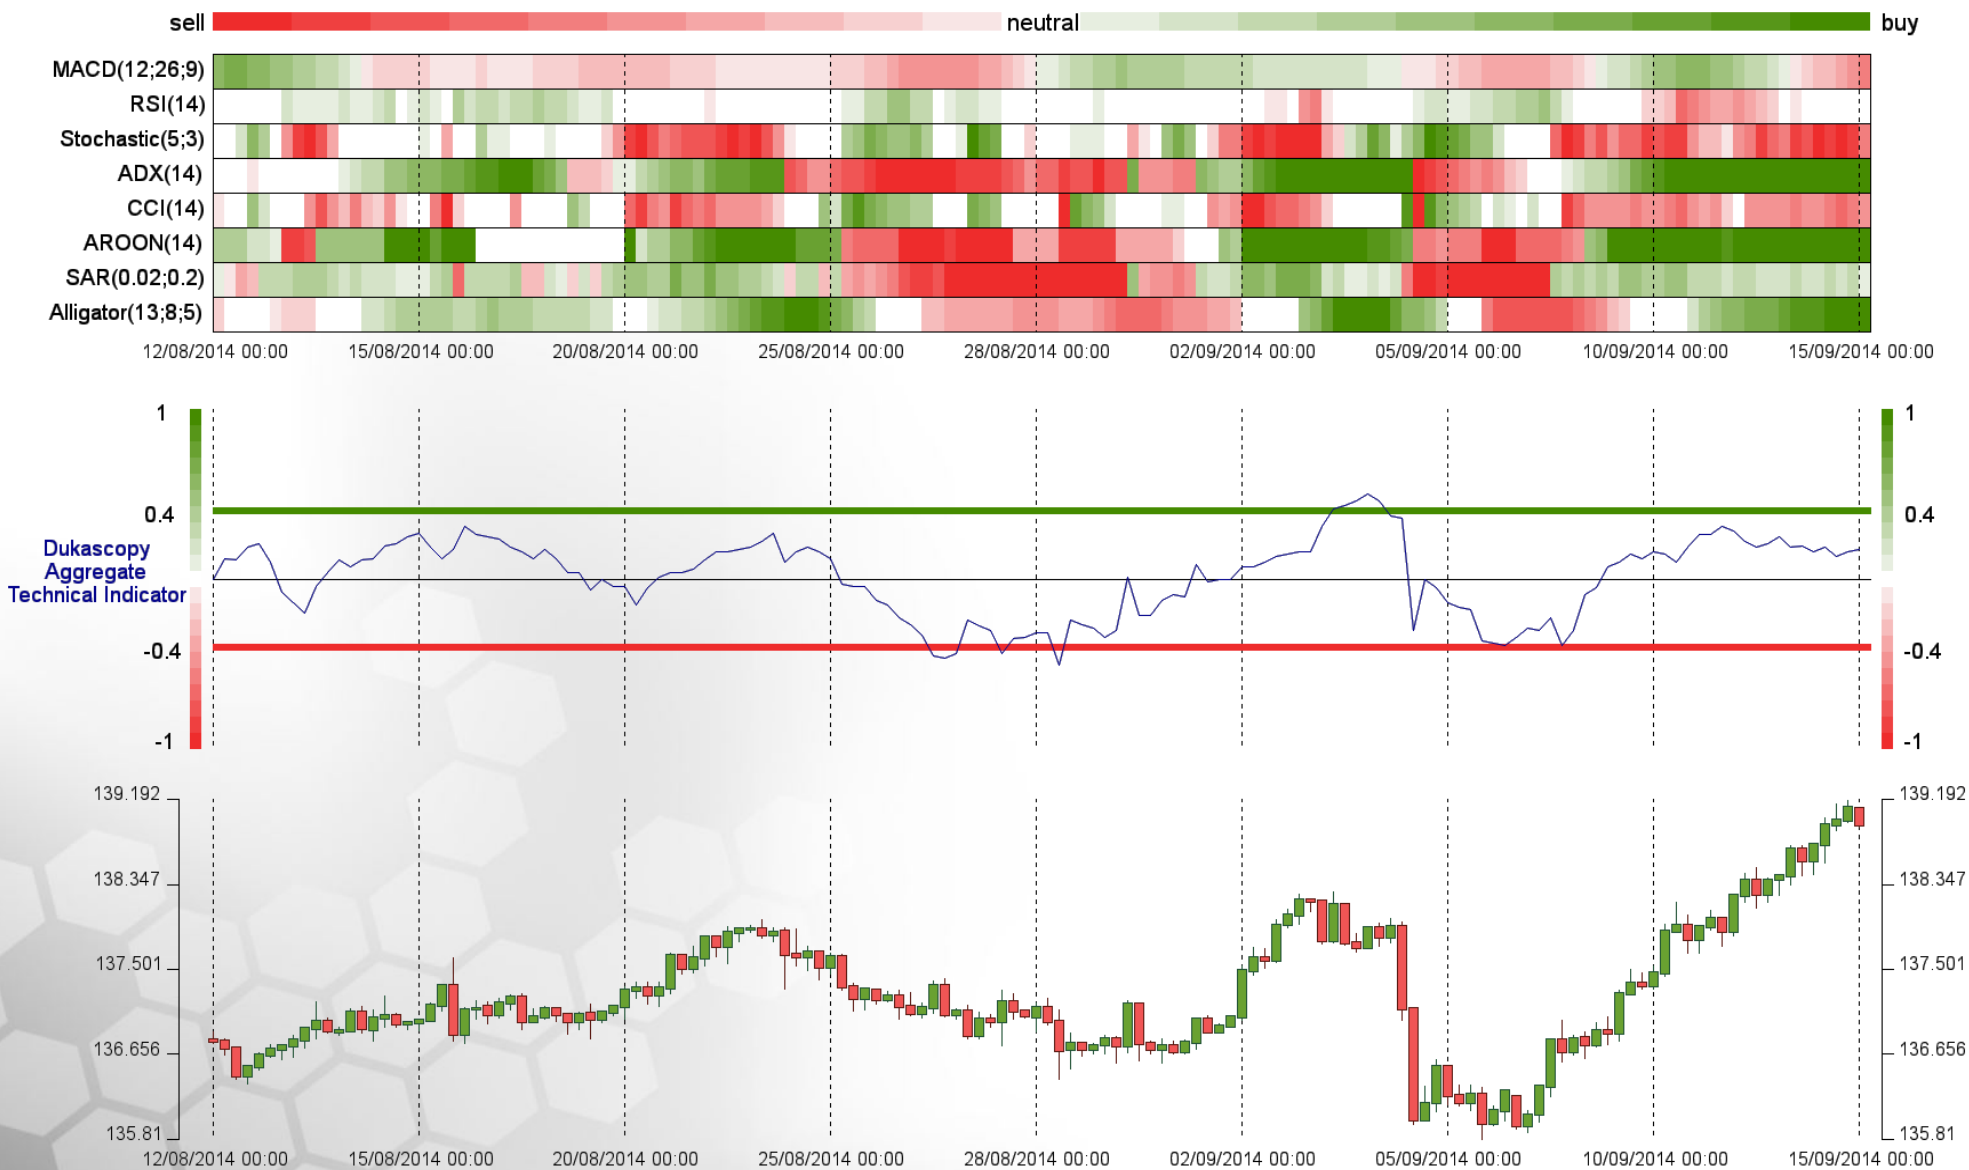 sell neutral buy
MACD(12;26;9)
RSI(14)
Stochastic(5;3)
ADX(14)
CCI(14)
AROON(14)
SAR(0.02;0.2)
Alligator(13;8;5)
12/08/2014 00:00 15/08/2014 00:00 20/08/2014 00:00 25/08/2014 00:00 28/08/2014 00:00 02/09/2014 00:00 05/09/2014 00:00 10/09/2014 00:00 15/09/2014 00:00
1 1
0.4 0.4
Dukascopy
Aggregate
Technical Indicator
-0.4 -0.4
-1 -1
139.192 139.192
138.347 138.347
137.501 137.501
136.656 136.656
135.81 135.81
12/08/2014 00:00 15/08/2014 00:00 20/08/2014 00:00 25/08/2014 00:00 28/08/2014 00:00 02/09/2014 00:00 05/09/2014 00:00 10/09/2014 00:00 15/09/2014 00:00